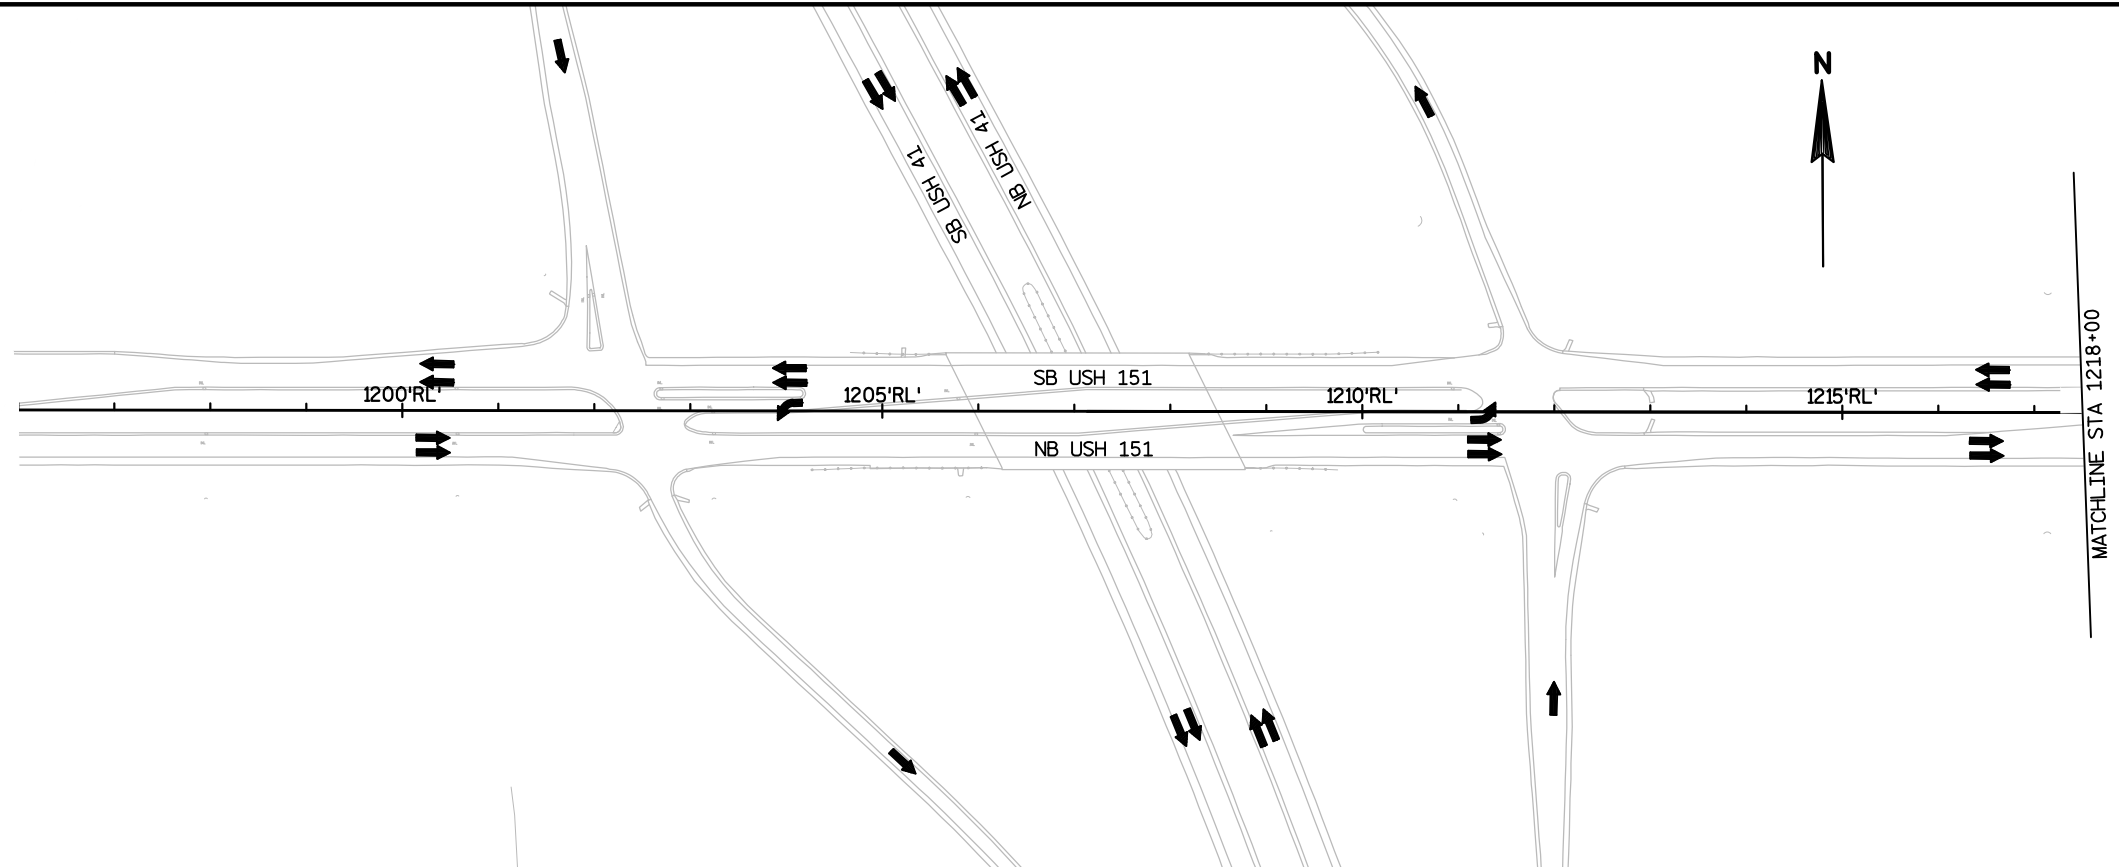 N
NB USH 41
SB USH 41
SB USH 151
1200'RL'
1205'RL'
1210'RL'
1215'RL'
NB USH 151
MATCHLINE STA 1218+00